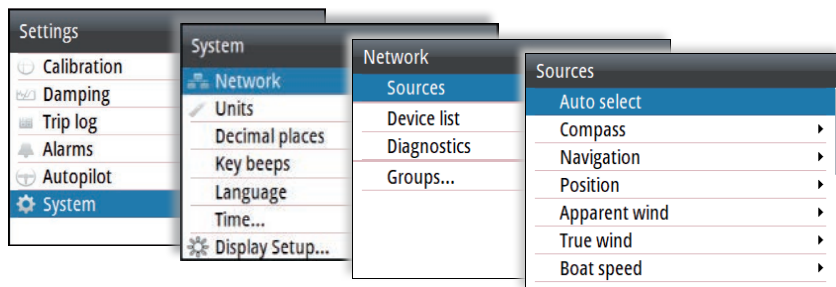 Settings
Calibration
Damping
Trip log
Alarms
Autopilot
System
System
Network
Units
Decimal places
Key beeps
Language
Time...
Display Setup...
Network
Sources
Device list
Diagnostics
Groups...
Sources
Auto select
Compass
Navigation
Position
Apparent wind
True wind
Boat speed